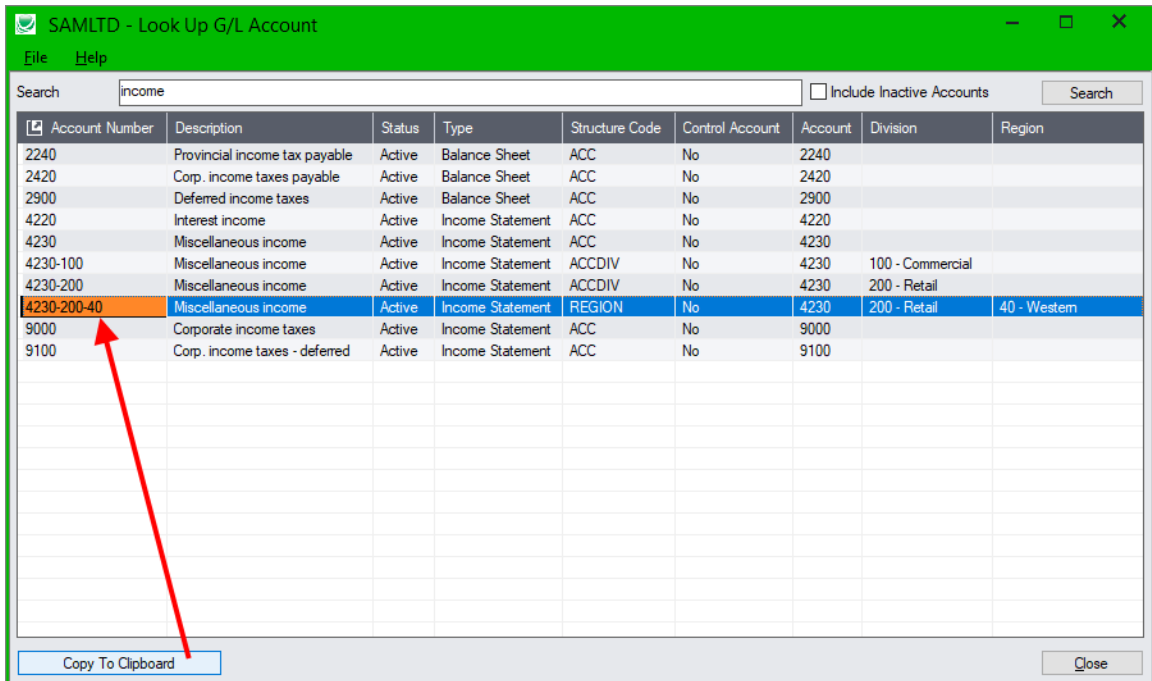 SAMLTD - Look Up G/L Account
File Help
Search income Include Inactive Accounts Search
Account Number Description Status Type Structure Code Control Account Account Division Region
2240 Provincial income tax payable Active Balance Sheet ACC No 2240
2420 Corp. income taxes payable Active Balance Sheet ACC No 2420
2900 Deferred income taxes Active Balance Sheet ACC No 2900
4220 Interest income Active Income Statement ACC No 4220
4230 Miscellaneous income Active Income Statement ACC No 4230
4230-100 Miscellaneous income Active Income Statement ACCDIV No 4230 100 - Commercial
4230-200 Miscellaneous income Active Income Statement ACCDIV No 4230 200 - Retail
4230-200-40 Miscellaneous income Active Income Statement REGION No 4230 200 - Retail 40 - Western
9000 Corporate income taxes Active Income Statement ACC No 9000
9100 Corp. income taxes - deferred Active Income Statement ACC No 9100
Copy To Clipboard Close